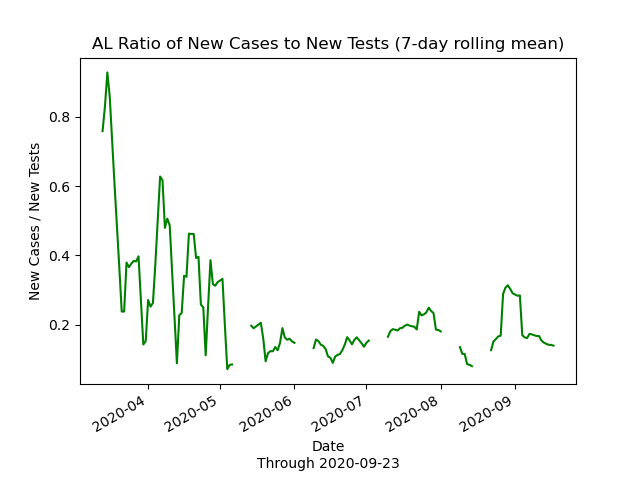 AL Ratio of New Cases to New Tests (7-day rolling mean)
New Cases / New Tests
0.8
0.6
0.4
0.2
2020-04
2020-05
2020-06
2020-07
2020-08
2020-09
Date
Through 2020-09-23